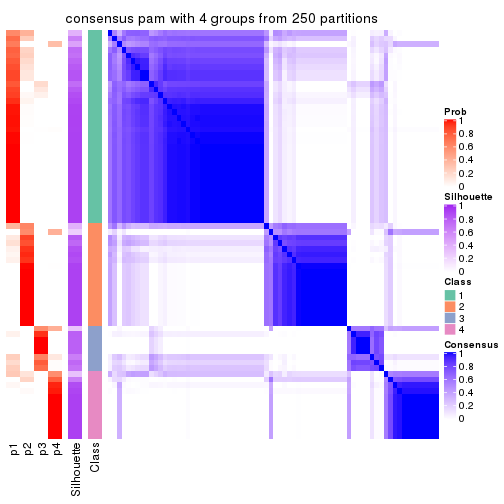 consensus pam with 4 groups from 250 partitions
Prob
1
0.8
0.6
0.4
0.2
0
Silhouette
1
0.8
0.6
0.4
0.2
0
Class
1
2
3
4
Consensus
1
0.8
0.6
0.4
0.2
0
p1
p2
p3
p4
Silhouette
Class